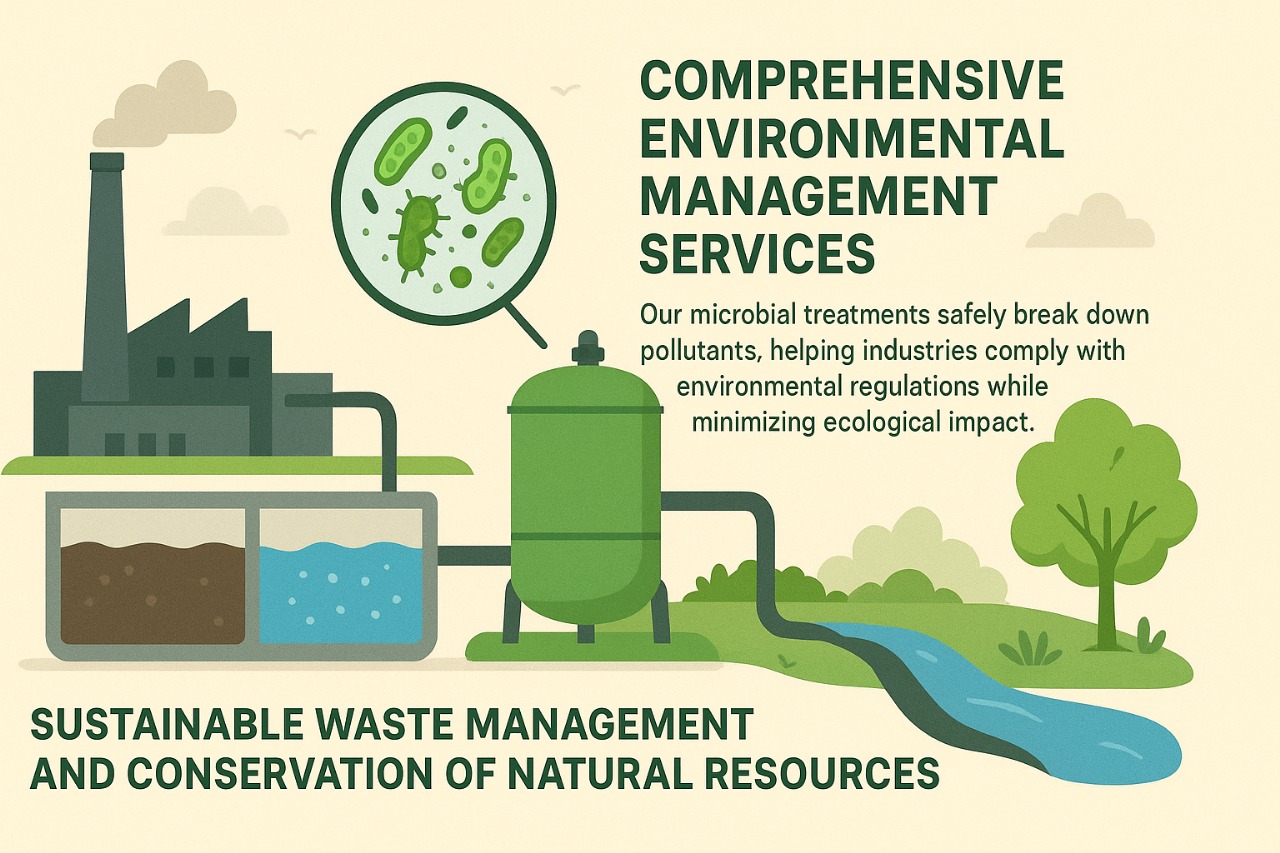 COMPREHENSIVE
ENVIRONMENTAL
MANAGEMENT
SERVICES
Our microbial treatments safely break down
pollutants, helping industries comply with
environmental regulations while
minimizing ecological impact.
SUSTAINABLE WASTE MANAGEMENT
AND CONSERVATION OF NATURAL RESOURCES